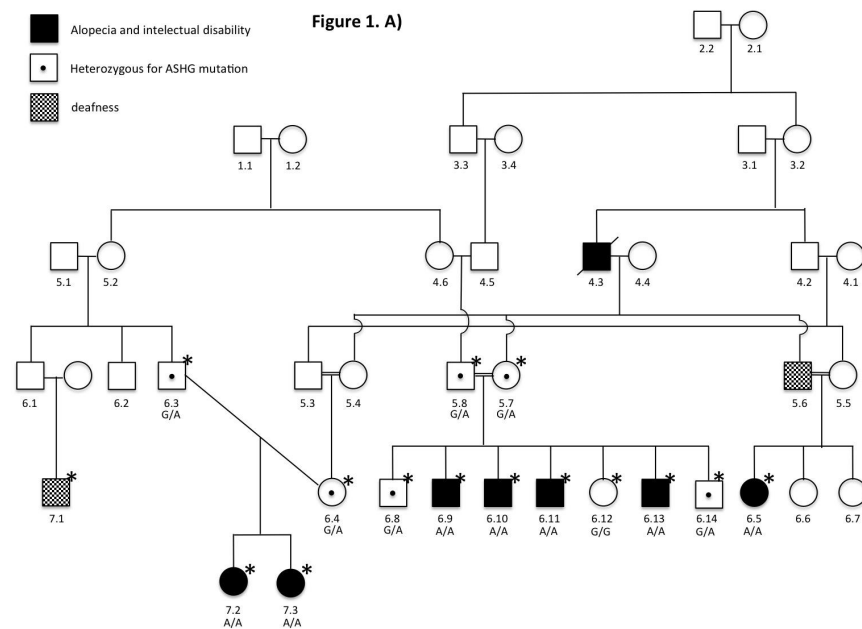 Figure 1. A)
Alopecia and intelectual disability
Heterozygous for ASHG mutation
deafness
2.2 2.1
1.1 1.2 3.3 3.4 3.1 3.2
5.1 5.2 4.6 4.5 4.3 4.4 4.2 4.1
* * *
6.1 6.2 6.3 5.3 5.4 5.8 5.7 5.6 5.5
G/A G/A G/A
* * * * * * * * * *
7.1 6.4 6.8 6.9 6.10 6.11 6.12 6.13 6.14 6.5 6.6 6.7
G/A G/A A/A A/A A/A G/G A/A G/A A/A
* *
7.2 7.3
A/A A/A